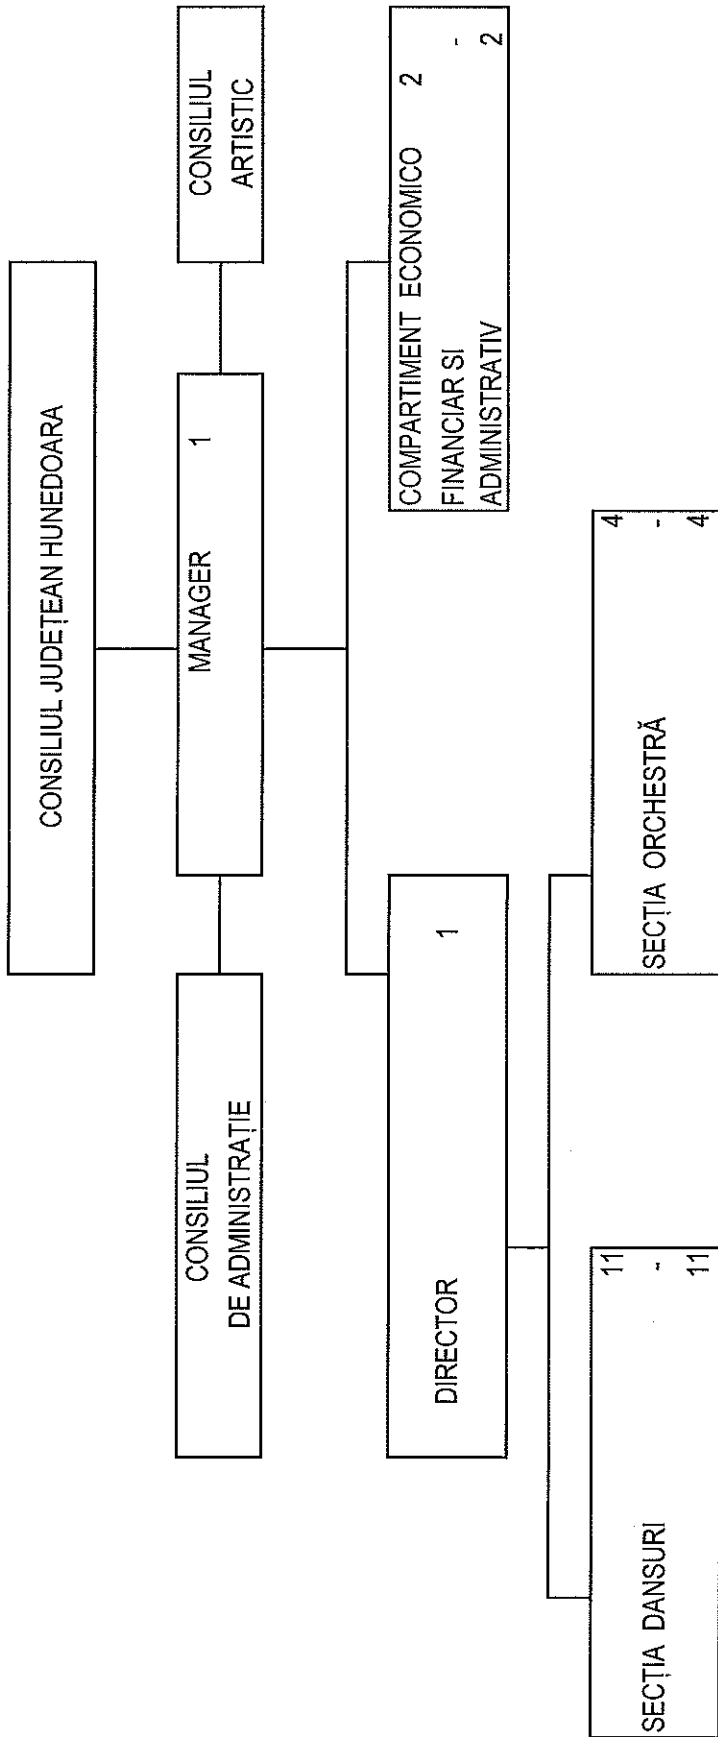 CONSILIUL JUDEȚEAN HUNEDOARA
CONSILIUL
DE ADMINISTRAȚIE
MANAGER 1
CONSILIUL
ARTISTIC
DIRECTOR 1
COMPARTIMENT ECONOMICO 2
FINANCIAR SI -
ADMINISTRATIV 2
11
SECȚIA DANSURI -
11
4
SECȚIA ORCHESTRĂ -
4